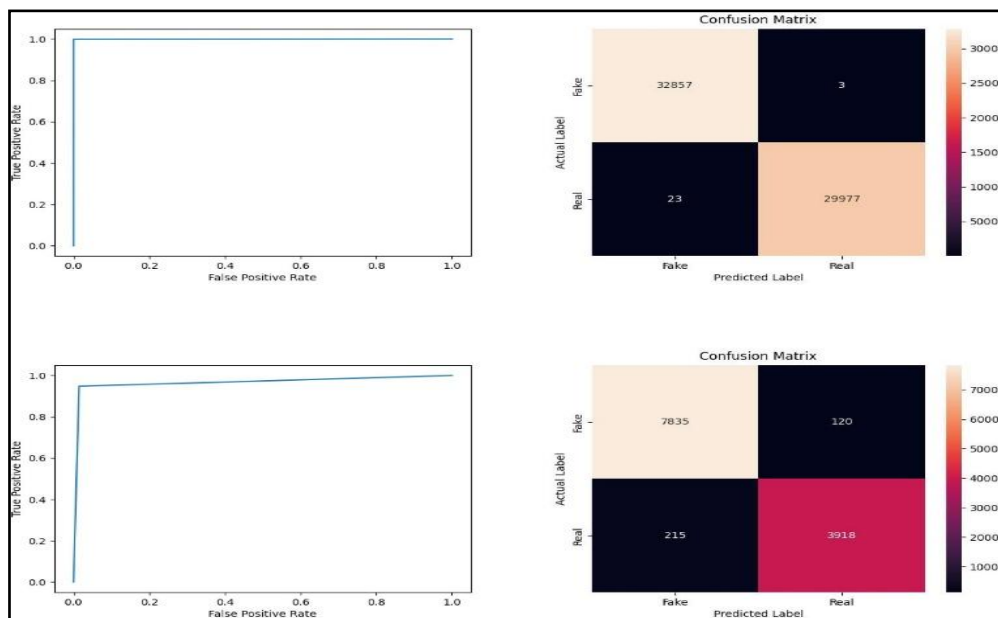 1.0
0.8
0.6
0.4
0.2
0.0
True Positive Rate
0.0 0.2 0.4 0.6 0.8 1.0
False Positive Rate
Confusion Matrix
Fake
Real
Actual Label
32857 3
23 29977
Fake Real
Predicted Label
3000
2500
2000
1500
1000
5000
1.0
0.8
0.6
0.4
0.2
0.0
True Positive Rate
0.0 0.2 0.4 0.6 0.8 1.0
False Positive Rate
Confusion Matrix
Fake
Real
Actual Label
7835 120
215 3918
Fake Real
Predicted Label
7000
6000
5000
4000
3000
2000
1000